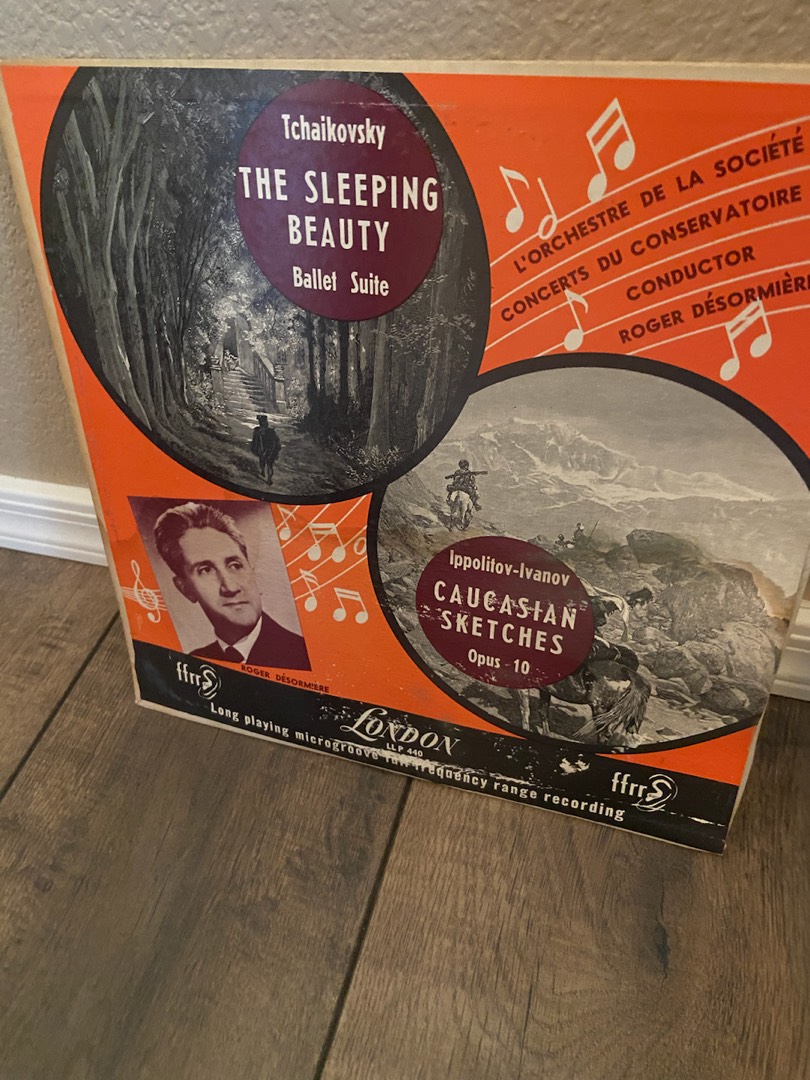 Tchaikovsky
THE SLEEPING
BEAUTY
Ballet Suite
L'ORCHESTRE DE LA SOCIÉTÉ
CONCERTS DU CONSERVATOIRE
CONDUCTOR
ROGER DÉSORMIÈRE
Ippolitov-Ivanov
CAUCASIAN
SKETCHES
Opus 10
ROGER DÉSORMIERE
ffrr
LONDON
LLP 440
Long playing microgroove full frequency range recording
ffrr